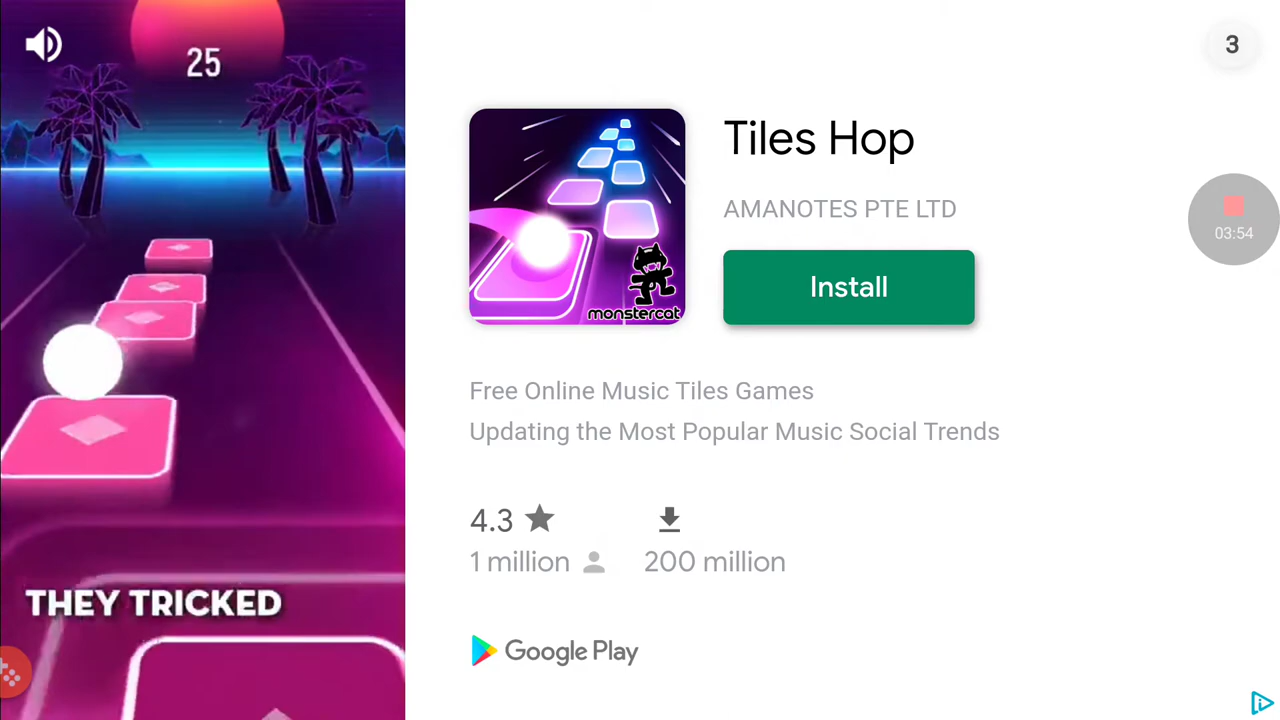 25
THEY TRICKED
3
monstercat
Tiles Hop
AMANOTES PTE LTD
Install
03:54
Free Online Music Tiles Games
Updating the Most Popular Music Social Trends
4.3
1 million
200 million
Google Play